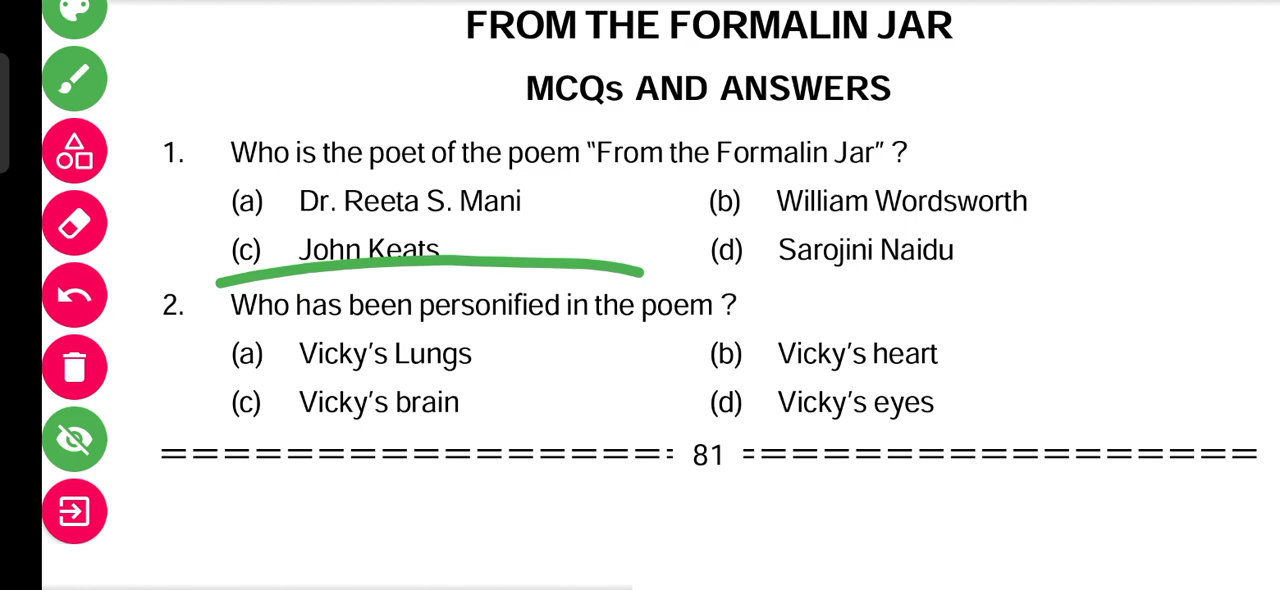 FROM THE FORMALIN JAR
MCQs AND ANSWERS
1. Who is the poet of the poem “From the Formalin Jar” ?
(a) Dr. Reeta S. Mani (b) William Wordsworth
(c) John Keats (d) Sarojini Naidu
2. Who has been personified in the poem ?
(a) Vicky’s Lungs (b) Vicky’s heart
(c) Vicky’s brain (d) Vicky’s eyes
================: 81 =================